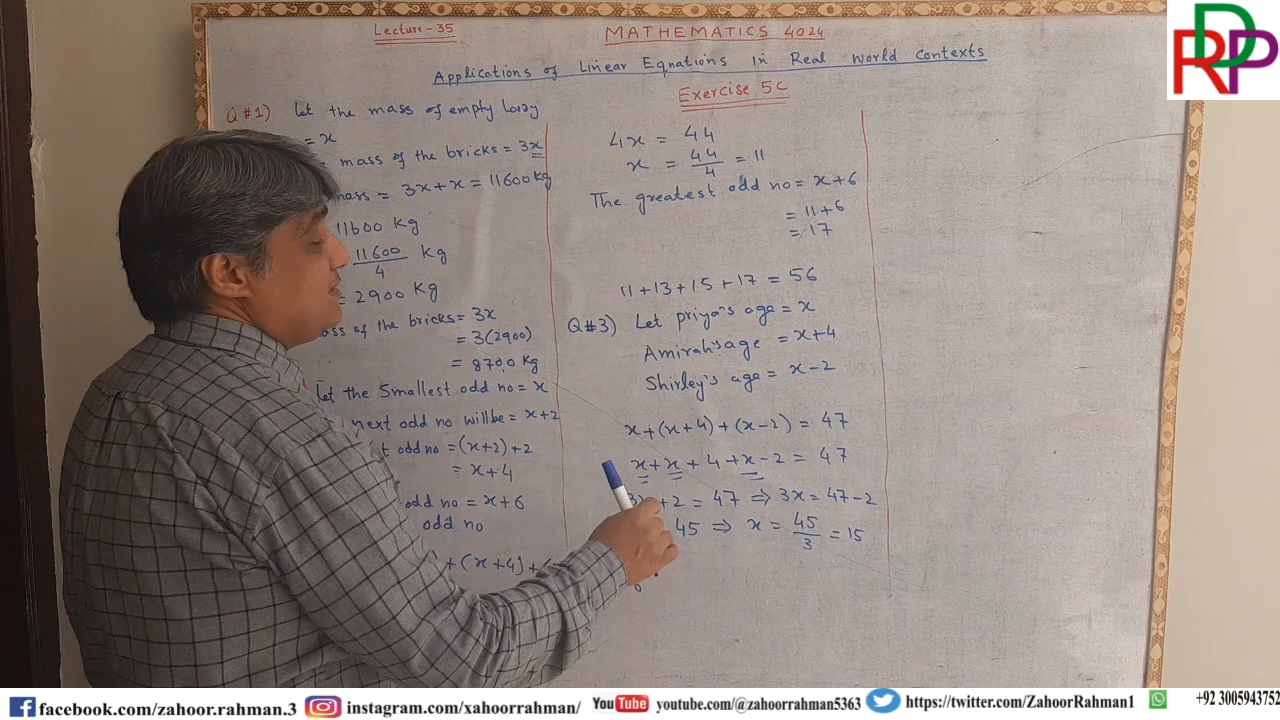 Lecture-35
MATHEMATICS 4024
Applications of Linear Equations in Real world contexts
Exercise 5C
Q#1) Let the mass of empty lorry
= x
mass of the bricks = 3x
mass = 3x+x = 11600 kg
11600 kg
11600/4 kg
= 2900 kg
of the bricks = 3x
= 3(2900)
= 8700 kg
Let the smallest odd no = x
next odd no will be = x+2
odd no = (x+2)+2
= x+4
odd no = x+6
odd no
+ (x+4) +
4x = 44
x = 44/4 = 11
The greatest odd no = x+6
= 11+6
= 17
11+13+15+17 = 56
Q#3) Let priya's age = x
Amirah's age = x+4
Shirley's age = x-2
x+(x+4)+(x-2) = 47
x+x+4+x-2 = 47
3x+2 = 47 ⇒ 3x = 47-2
45 ⇒ x = 45/3 = 15
RDP
facebook.com/zahoor.rahman.3
instagram.com/xahoorrahman/
YouTube youtube.com/@zahoorrahman5363
https://twitter.com/ZahoorRahman1
+92 3005943752